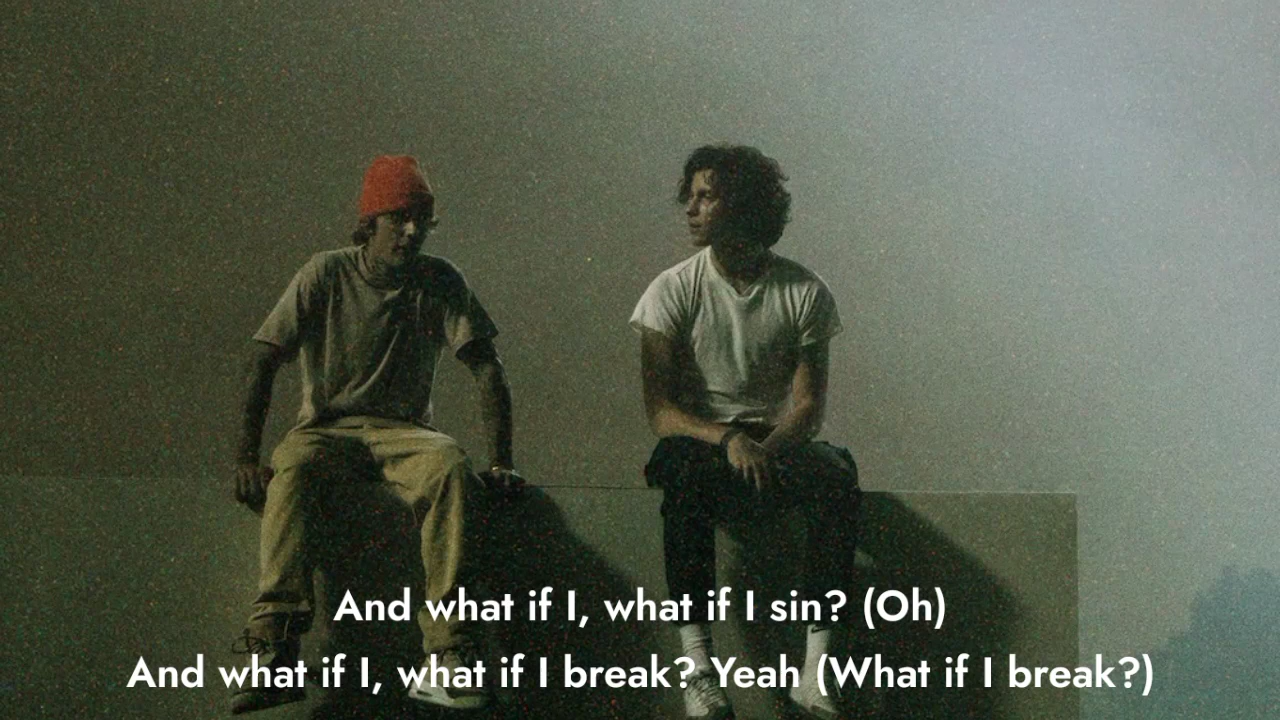 And what if I, what if I sin? (Oh)
And what if I, what if I break? Yeah (What if I break?)